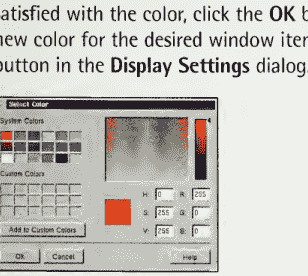 satisfied with the color, click the OK b
new color for the desired window iter
button in the Display Settings dialog.
Select Color
System Colors
Custom Colors
H: 0 R: 255
S: 255 G: 0
V: 255 B: 0
Add to Custom Colors
OK Cancel Help